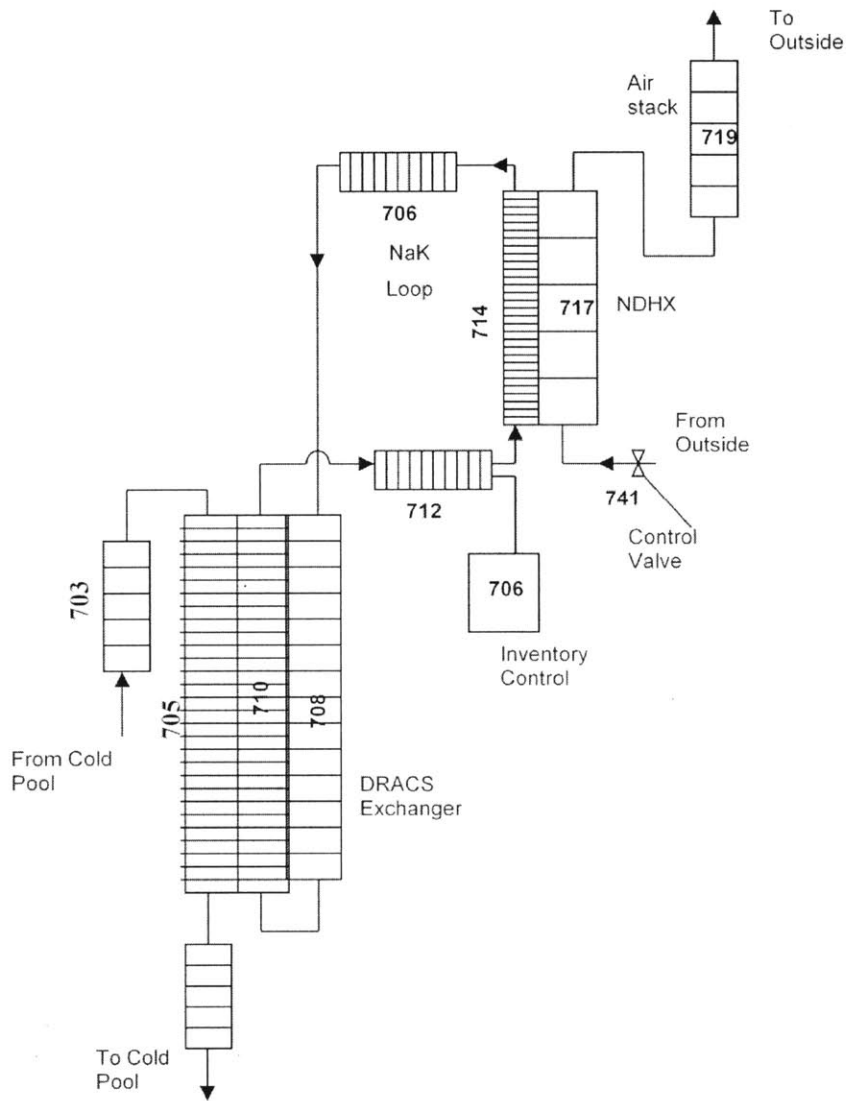 To
Outside
Air
stack
719
706
NaK
Loop
714
717
NDHX
From
Outside
741
Control
Valve
712
706
Inventory
Control
703
705
710
708
From Cold
Pool
DRACS
Exchanger
To Cold
Pool